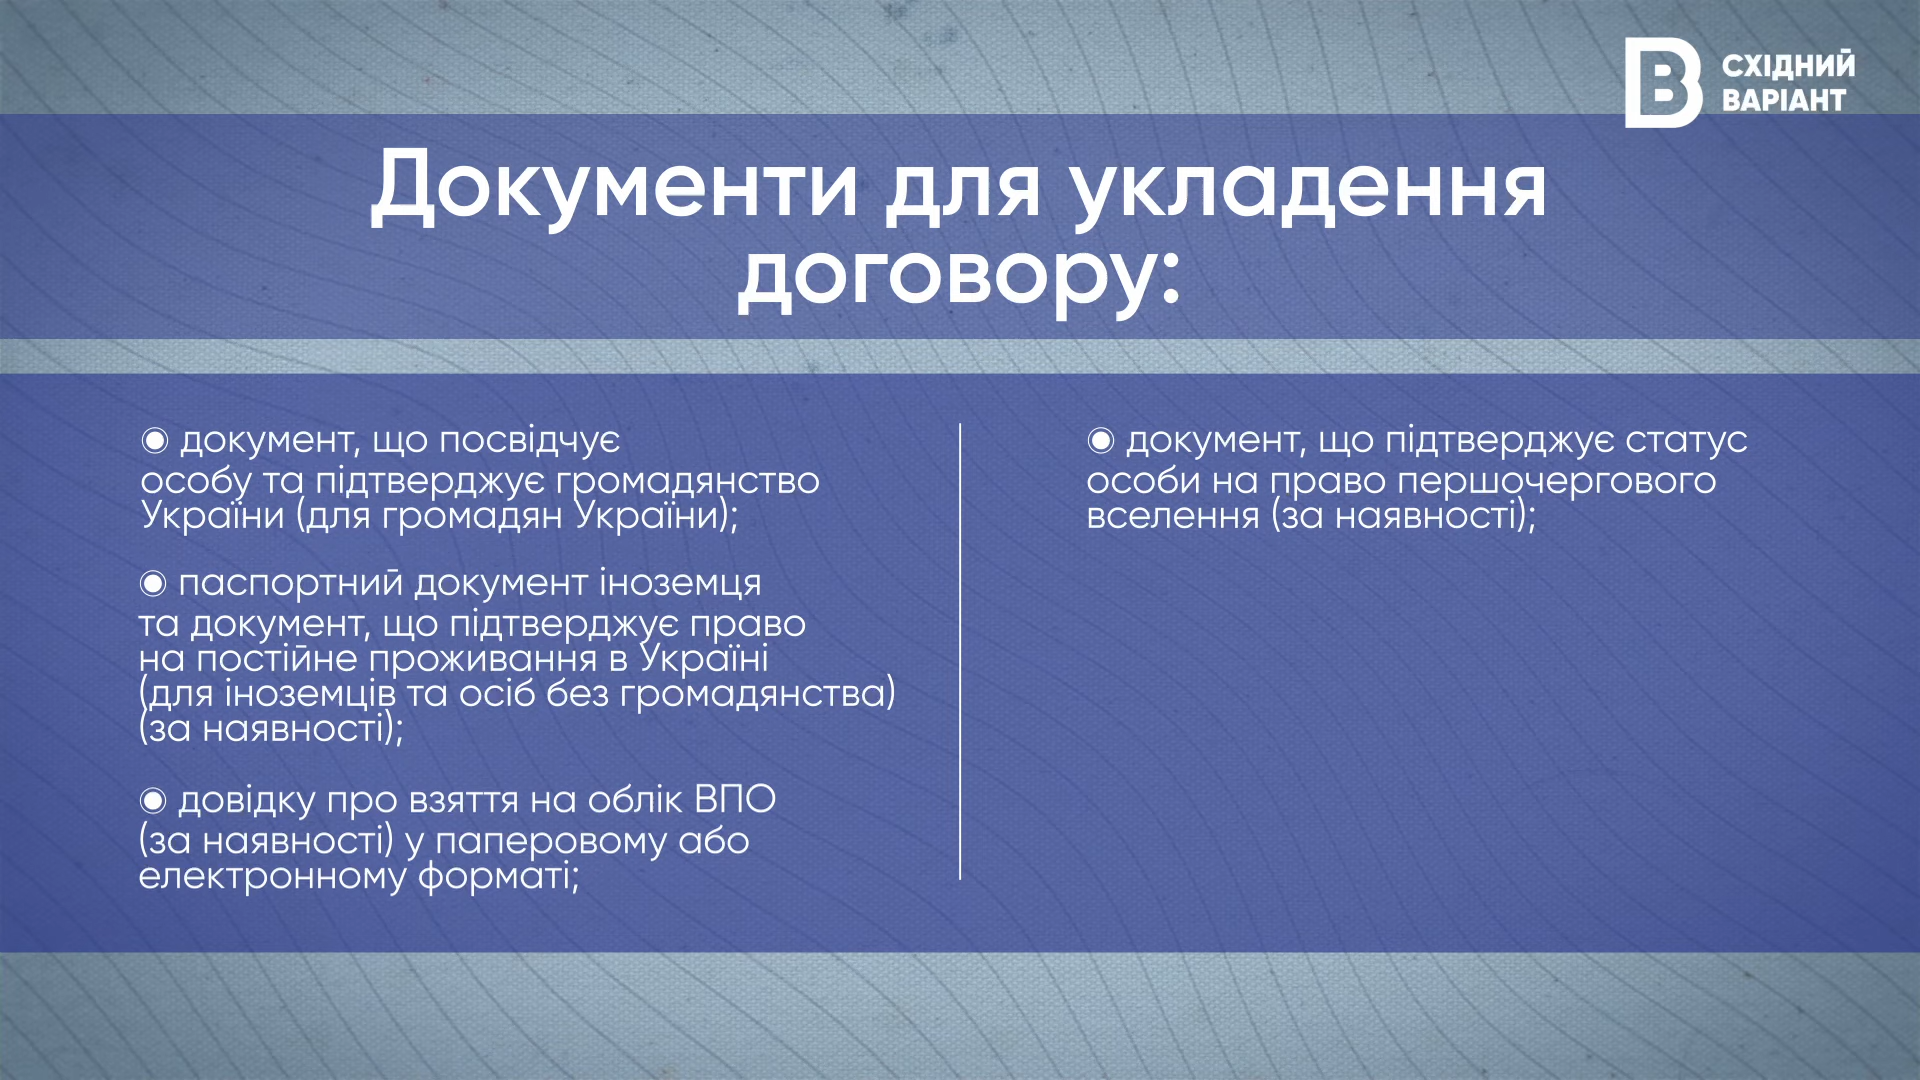 СХІДНИЙ
ВАРІАНТ
Документи для укладення
договору:
◉ документ, що посвідчує
особу та підтверджує громадянство
України (для громадян України);
◉ паспортний документ іноземця
та документ, що підтверджує право
на постійне проживання в Україні
(для іноземців та осіб без громадянства)
(за наявності);
◉ довідку про взяття на облік ВПО
(за наявності) у паперовому або
електронному форматі;
◉ документ, що підтверджує статус
особи на право першочергового
вселення (за наявності);